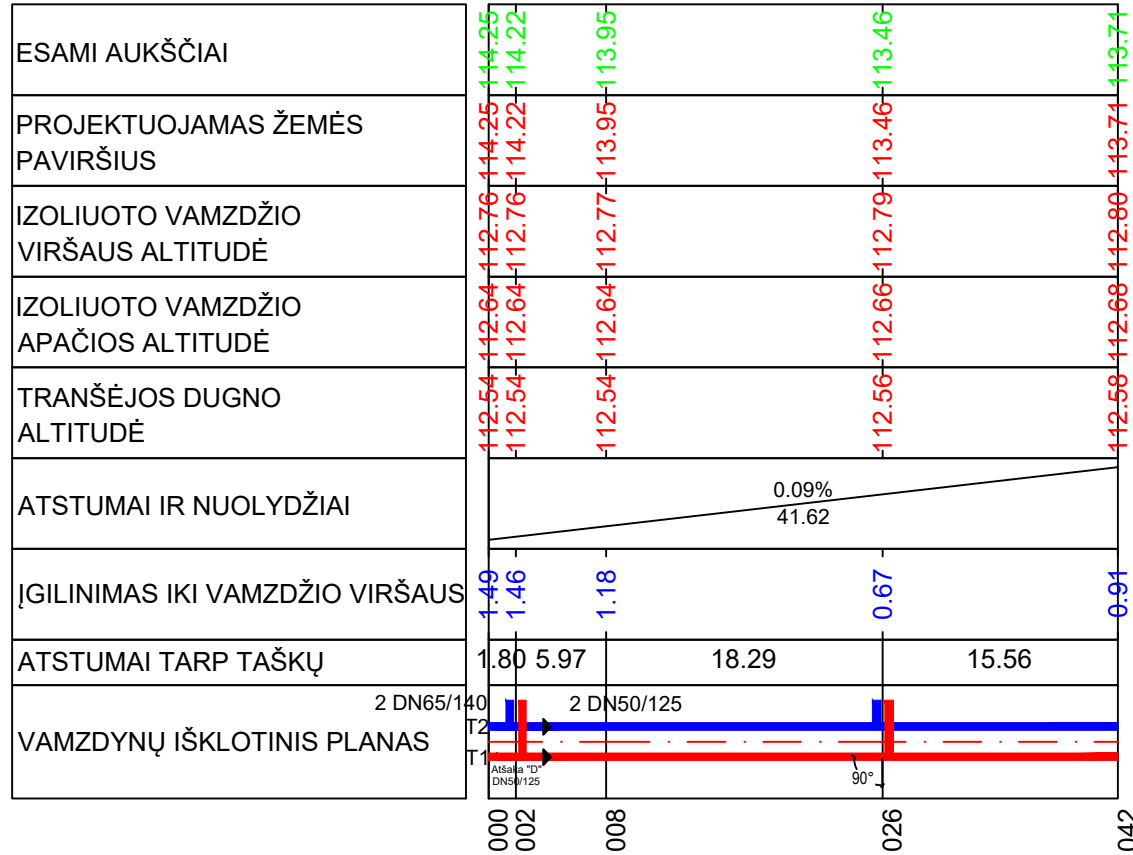 ESAMI AUKŠČIAI
114.25 114.22 113.95 113.46 113.71
PROJEKTUOJAMAS ŽEMĖS
PAVIRŠIUS
114.25 114.22 113.95 113.46 113.71
IZOLIUOTO VAMZDŽIO
VIRŠAUS ALTITUDĖ
112.76 112.76 112.77 112.79 112.80
IZOLIUOTO VAMZDŽIO
APAČIOS ALTITUDĖ
112.64 112.64 112.64 112.66 112.68
TRANŠĖJOS DUGNO
ALTITUDĖ
112.54 112.54 112.54 112.56 112.58
ATSTUMAI IR NUOLYDŽIAI
0.09%
41.62
ĮGILINIMAS IKI VAMZDŽIO VIRŠAUS
1.49 1.46 1.18 0.67 0.91
ATSTUMAI TARP TAŠKŲ
1.80 5.97 18.29 15.56
VAMZDYNŲ IŠKLOTINIS PLANAS
2 DN65/140 2 DN50/125
T2
T1
Atšaka "D"
DN50/125
90°
000 002 008 026 042